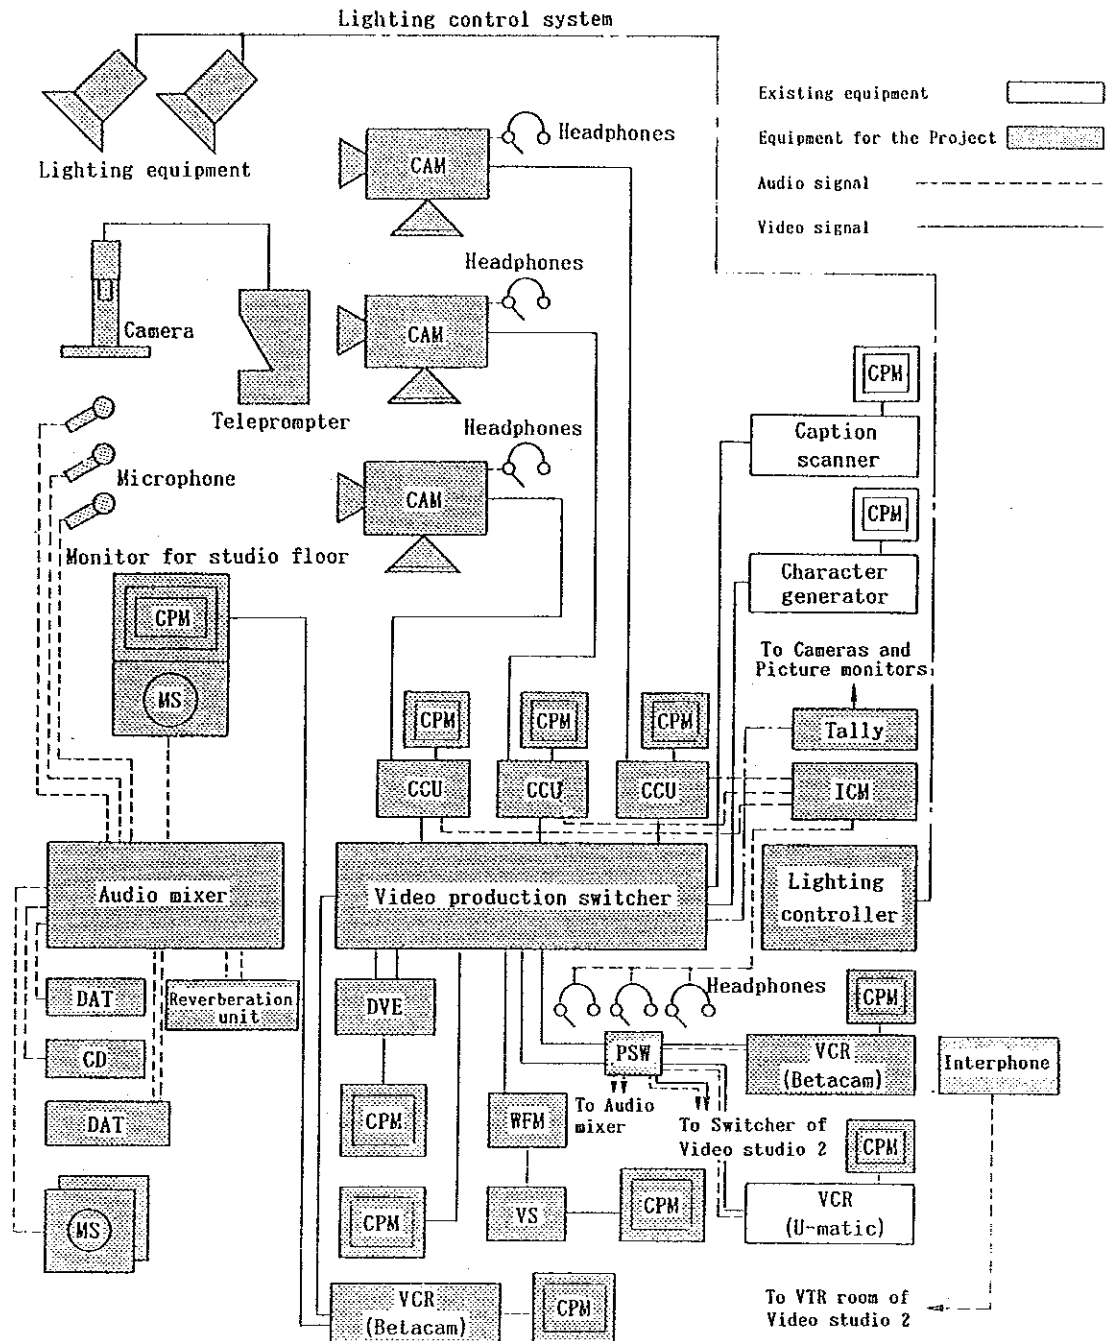 Lighting control system
Existing equipment
Equipment for the Project
Audio signal
Video signal
Lighting equipment
CAM
Headphones
Headphones
CAM
Camera
Teleprompter
Headphones
CAM
Microphone
Monitor for studio floor
CPM
MS
CPM
Caption
scanner
CPM
Character
generator
To Cameras and
Picture monitors
Tally
CPM
CPM
CPM
CCU
CCU
CCU
ICM
Audio mixer
Video production switcher
Lighting
controller
DAT
Reverberation
unit
DVE
Headphones
CPM
CD
PSW
VCR
(Betacam)
Interphone
DAT
CPM
WFM
To Audio
mixer
To Switcher of
Video studio 2
CPM
MS
CPM
VS
CPM
VCR
(U-matic)
VCR
(Betacam)
CPM
To VTR room of
Video studio 2